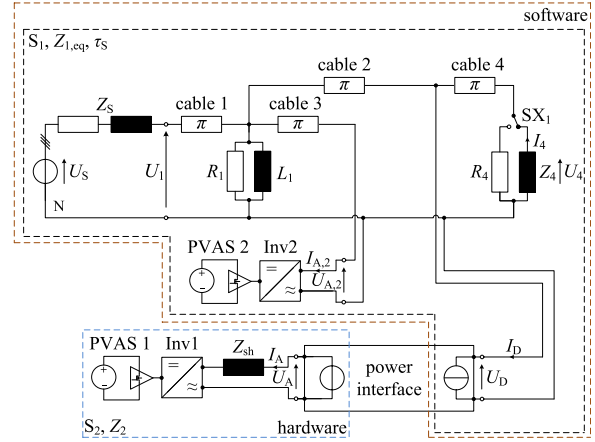 software
S1, Z1,eq, τS
cable 2
cable 4
π
π
ZS
cable 1
cable 3
π
π
SX1
US
U1
R1
L1
R4
I4
Z4
U4
N
PVAS 2
Inv2
=
≈
IA,2
UA,2
PVAS 1
Inv1
=
≈
Zsh
IA
UA
power
interface
ID
UD
S2, Z2
hardware